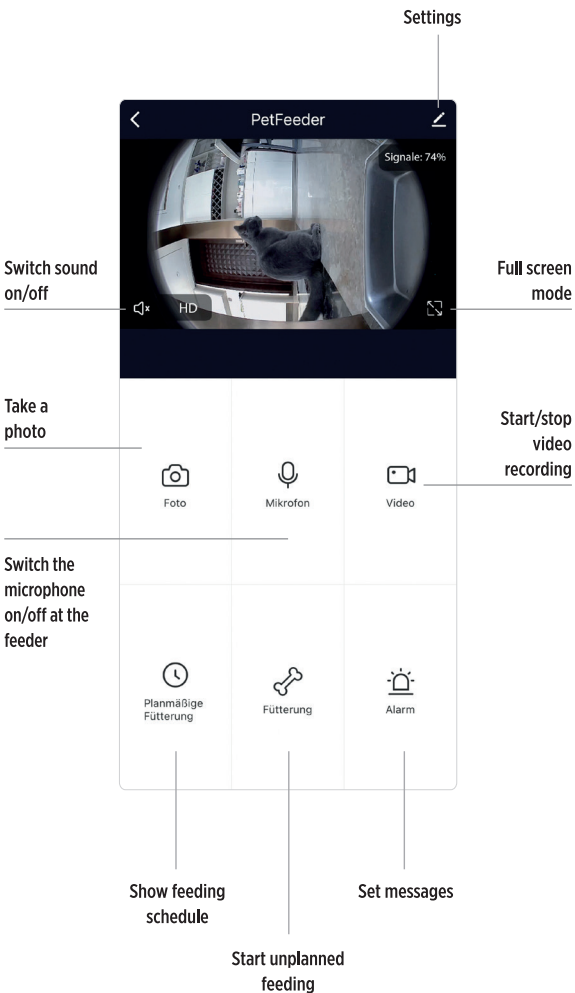 Settings
PetFeeder
Signale: 74%
Switch sound
on/off
HD
Full screen
mode
Take a
photo
Start/stop
video
recording
Foto
Mikrofon
Video
Switch the
microphone
on/off at the
feeder
Planmäßige
Fütterung
Fütterung
Alarm
Show feeding
schedule
Set messages
Start unplanned
feeding